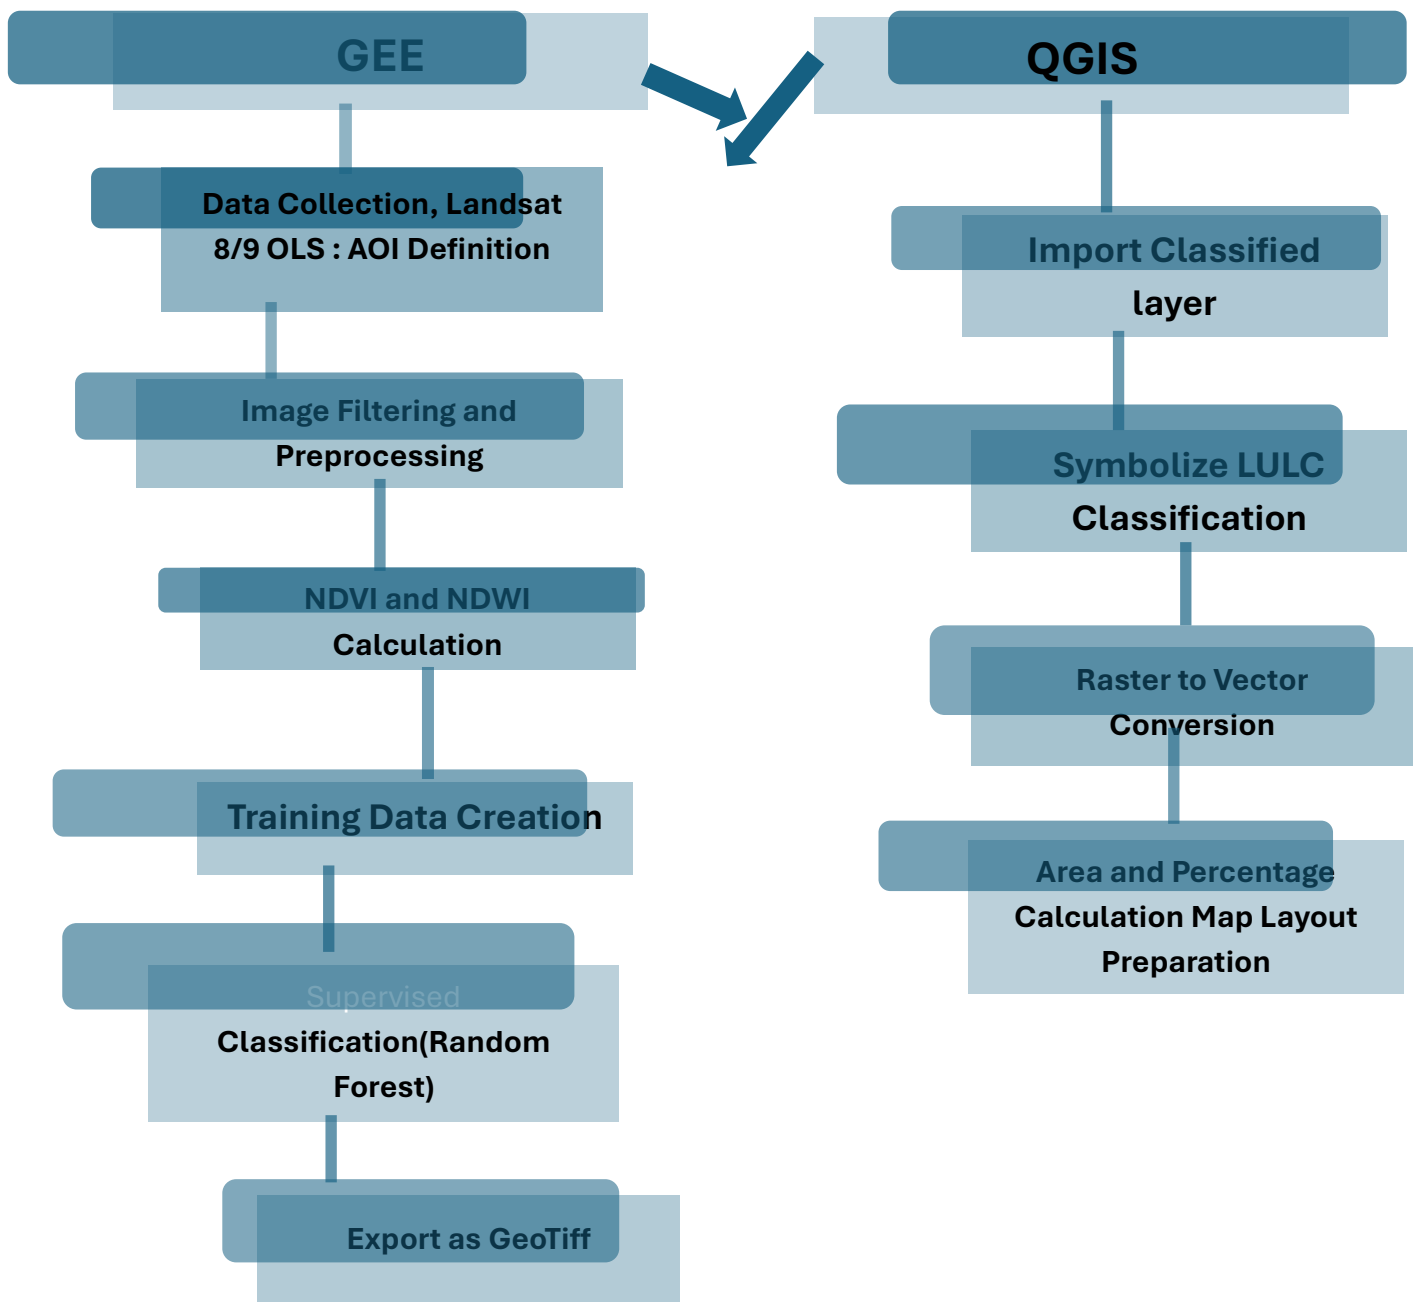 GEE
Data Collection, Landsat
8/9 OLS : AOI Definition
Image Filtering and
Preprocessing
NDVI and NDWI
Calculation
Training Data Creation
Supervised
Classification(Random
Forest)
Export as GeoTiff
QGIS
Import Classified
layer
Symbolize LULC
Classification
Raster to Vector
Conversion
Area and Percentage
Calculation Map Layout
Preparation